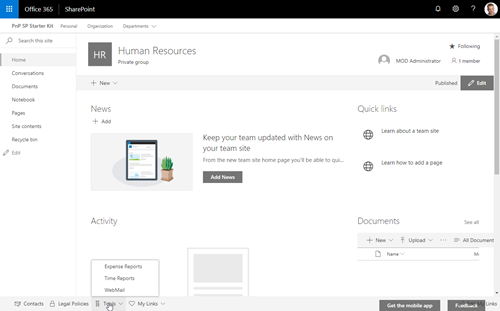 Office 365 SharePoint
PnP SP Starter Kit Personal Organization Departments
Search this site
Home
Conversations
Documents
Notebook
Pages
Site contents
Recycle bin
Edit
HR
Human Resources
Private group
Following
MOD Administrator
1 member
+ New
Published
Edit
News
+ Add
Keep your team updated with News on
your team site
From the new team site home page you'll be able to qui...
Add News
Quick links
Learn about a team site
Learn how to add a page
Activity
Documents
See all
+ New Upload ... All Document
Name
Expense Reports
Time Reports
WebMail
Contacts Legal Policies Tools My Links
Get the mobile app
Feedback
Links